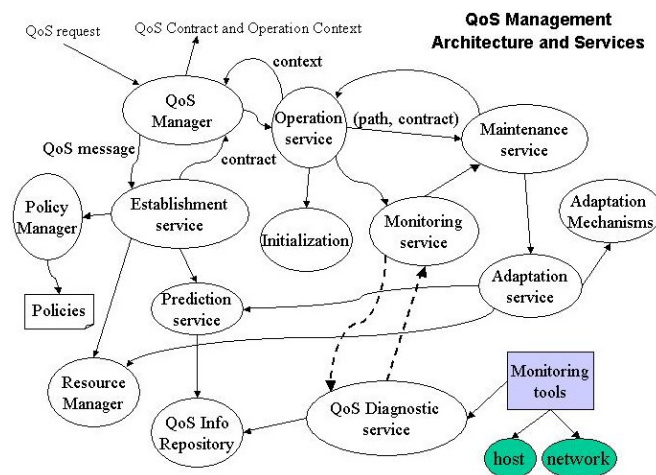 QoS Management
Architecture and Services
QoS request
QoS Contract and Operation Context
context
QoS
Manager
Operation
service
(path, contract)
Maintenance
service
QoS message
contract
Policy
Manager
Establishment
service
Initialization
Monitoring
service
Adaptation
Mechanisms
Policies
Prediction
service
Adaptation
service
Resource
Manager
QoS Info
Repository
QoS Diagnostic
service
Monitoring
tools
host
network